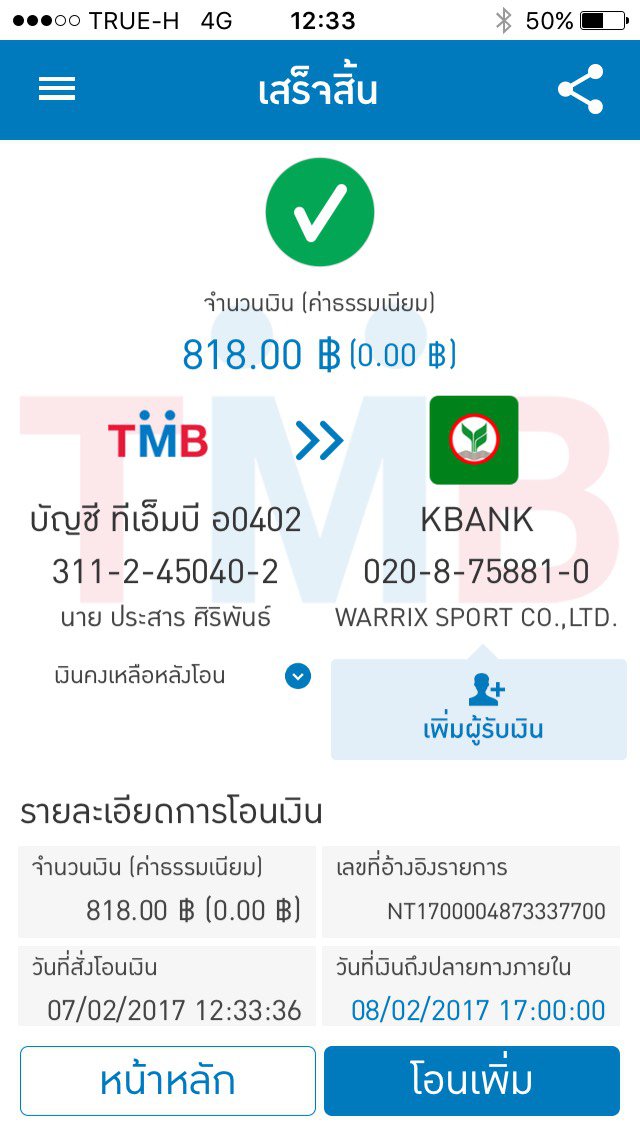 TRUE-H 4G 12:33 50%
เสร็จสิ้น
จำนวนเงิน (ค่าธรรมเนียม)
818.00 ฿ (0.00 ฿)
TMB
บัญชี ทีเอ็มบี อ0402
311-2-45040-2
นาย ประสาร ศิริพันธ์
KBANK
020-8-75881-0
WARRIX SPORT CO.,LTD.
เงินคงเหลือหลังโอน
เพิ่มผู้รับเงิน
รายละเอียดการโอนเงิน
จำนวนเงิน (ค่าธรรมเนียม)
818.00 ฿ (0.00 ฿)
เลขที่อ้างอิงรายการ
NT1700004873337700
วันที่สั่งโอนเงิน
07/02/2017 12:33:36
วันที่เงินถึงปลายทางภายใน
08/02/2017 17:00:00
หน้าหลัก
โอนเพิ่ม